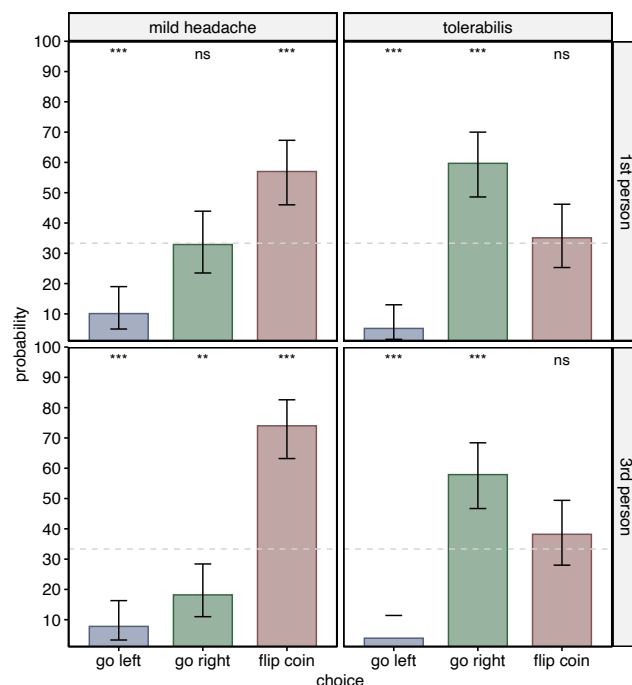 mild headache
tolerabilis
*** ns ***
*** *** ns
100
90
80
70
60
50
40
30
20
10
1st person
probability
*** ** ***
*** *** ns
100
90
80
70
60
50
40
30
20
10
3rd person
go left go right flip coin
go left go right flip coin
choice